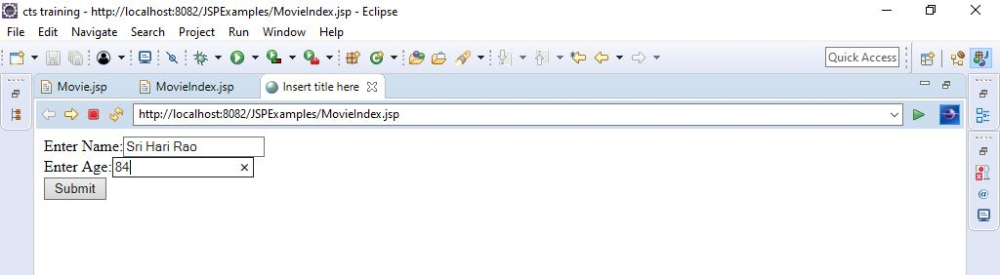 cts training - http://localhost:8082/JSPExamples/MovieIndex.jsp - Eclipse
File Edit Navigate Search Project Run Window Help
Quick Access
Movie.jsp MovieIndex.jsp Insert title here
http://localhost:8082/JSPExamples/MovieIndex.jsp
Enter Name: Sri Hari Rao
Enter Age: 84
Submit